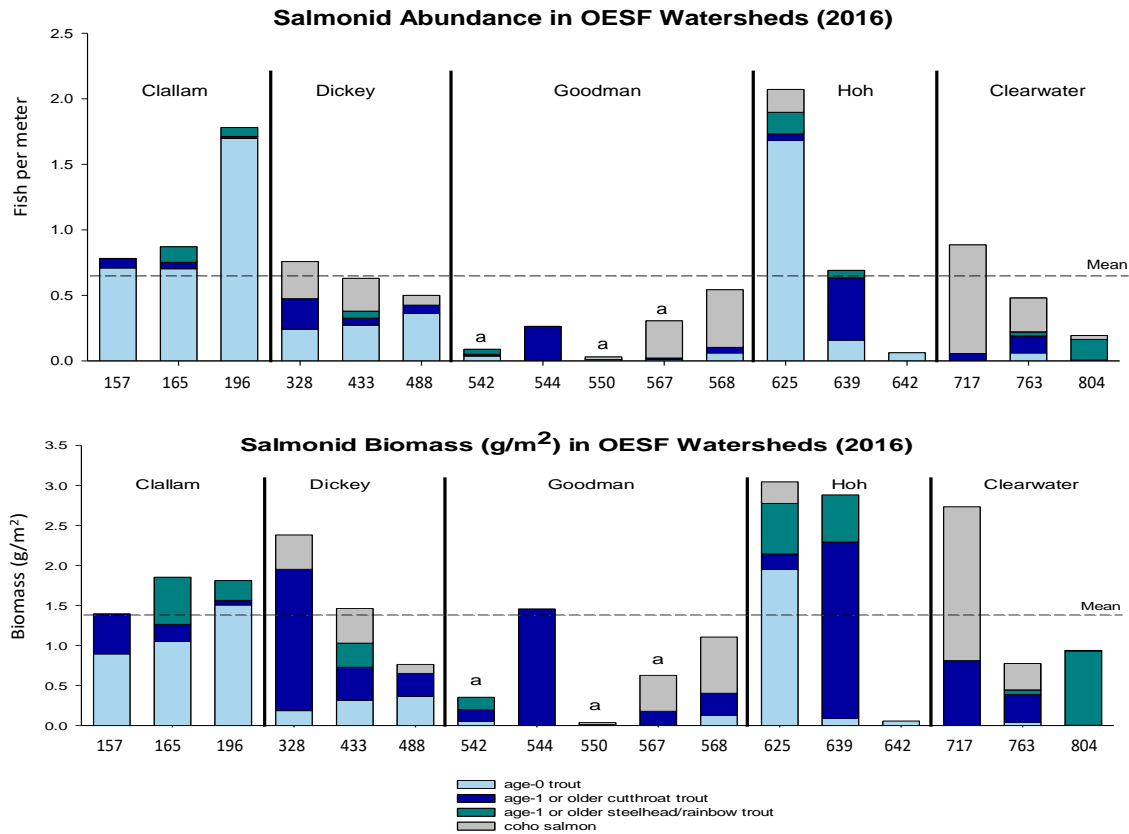 Salmonid Abundance in OESF Watersheds (2016)
2.5
2.0
1.5
1.0
0.5
0.0
Fish per meter
Clallam Dickey Goodman Hoh Clearwater
Mean
a a a
157 165 196 328 433 488 542 544 550 567 568 625 639 642 717 763 804
Salmonid Biomass (g/m²) in OESF Watersheds (2016)
3.5
3.0
2.5
2.0
1.5
1.0
0.5
0.0
Biomass (g/m²)
Clallam Dickey Goodman Hoh Clearwater
Mean
a a a
157 165 196 328 433 488 542 544 550 567 568 625 639 642 717 763 804
age-0 trout
age-1 or older cutthroat trout
age-1 or older steelhead/rainbow trout
coho salmon